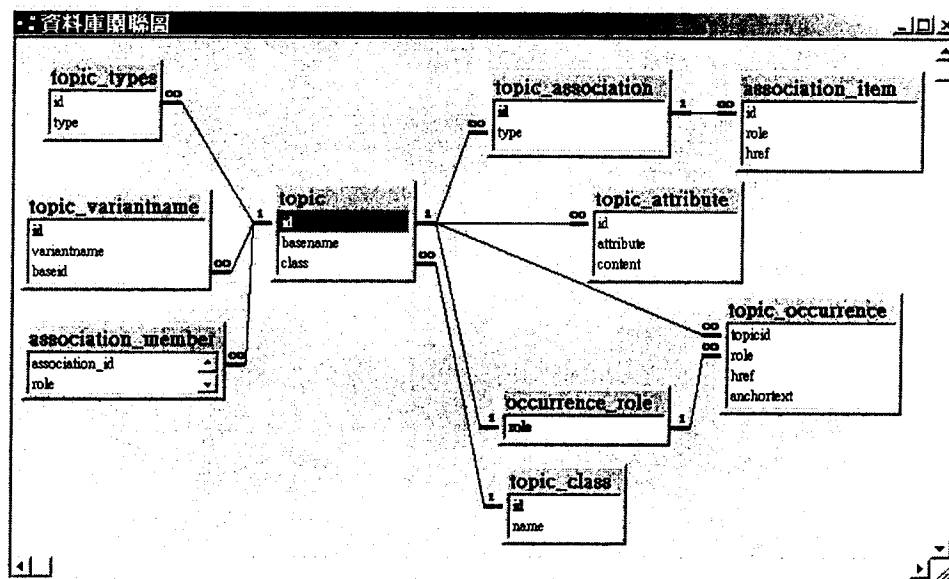 資料庫關聯圖
topic_types
id
type
topic_variantname
id
variantname
baseid
association_member
association_id
role
topic
id
basename
class
topic_association
id
type
association_item
id
role
href
topic_attribute
id
attribute
content
topic_occurrence
topicid
role
href
anchortext
occurrence_role
role
topic_class
id
name
1
∞
1
∞
∞
∞
∞
1
∞
∞
∞
∞
∞
1
1
1